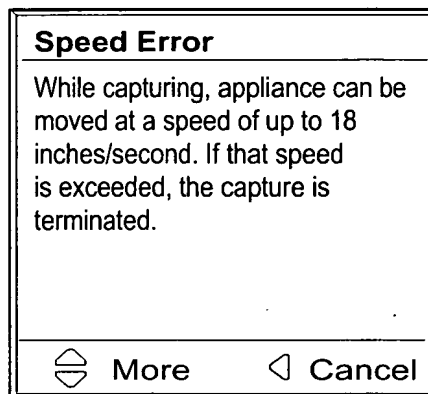 Speed Error
While capturing, appliance can be
moved at a speed of up to 18
inches/second. If that speed
is exceeded, the capture is
terminated.
More Cancel